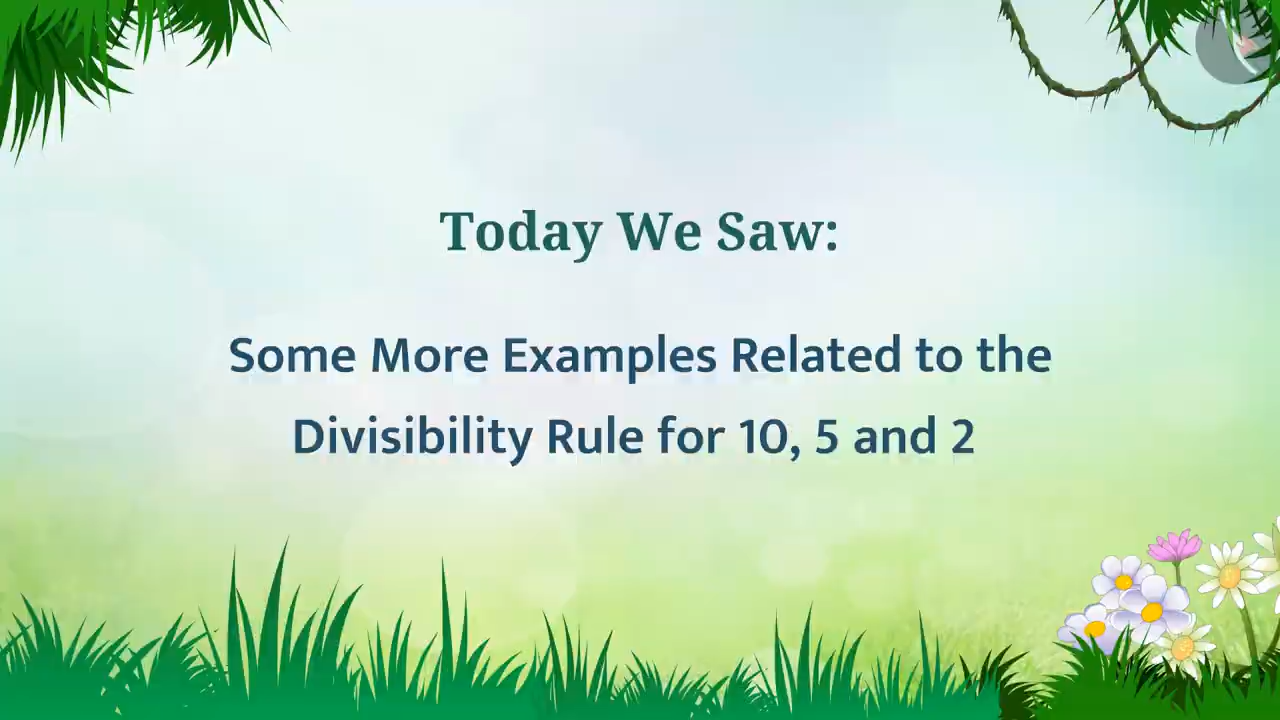 Today We Saw:
Some More Examples Related to the
Divisibility Rule for 10, 5 and 2